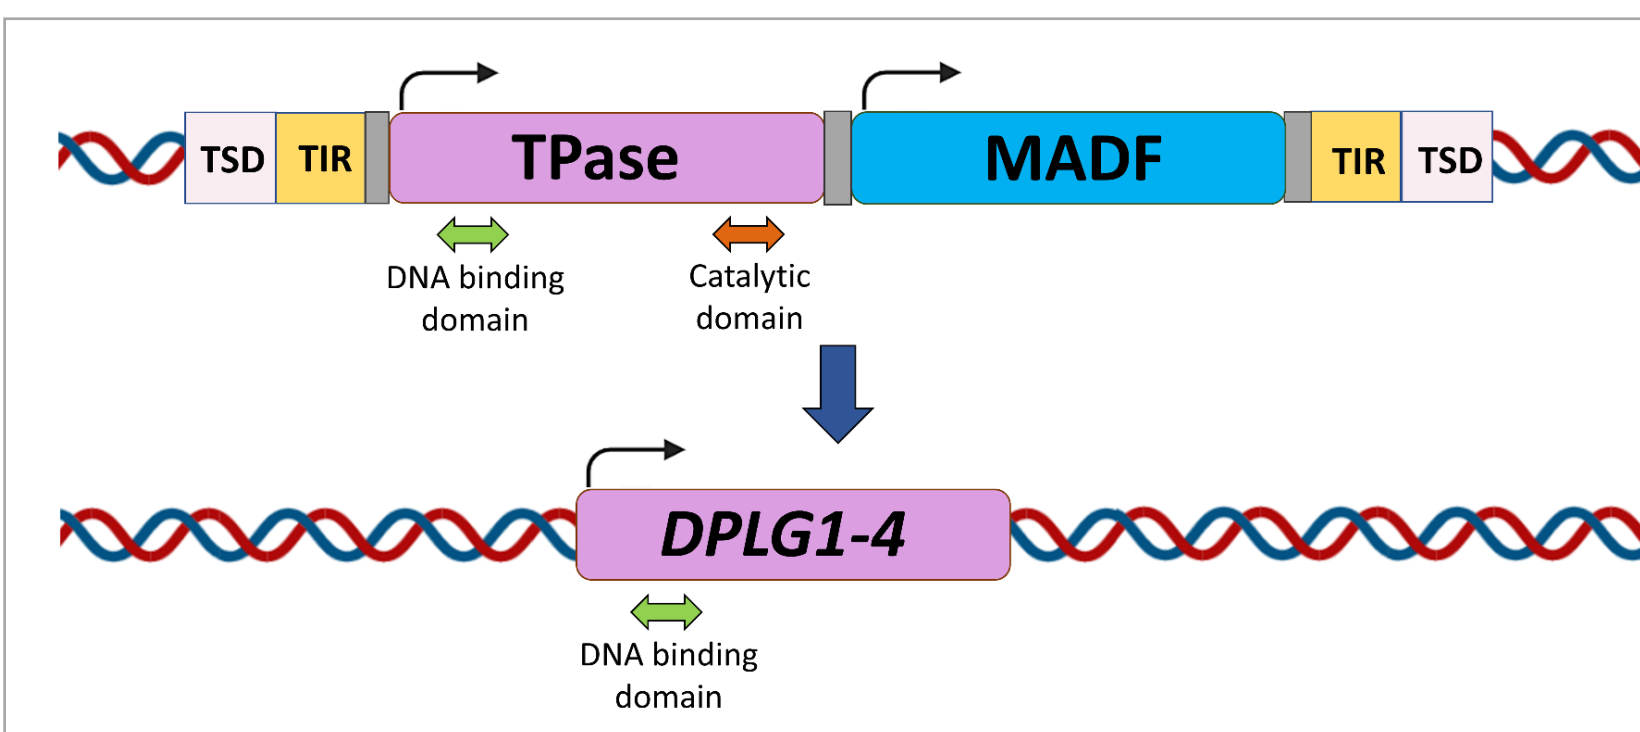 TSD TIR TPase MADF TIR TSD
DNA binding
domain
Catalytic
domain
DPLG1-4
DNA binding
domain